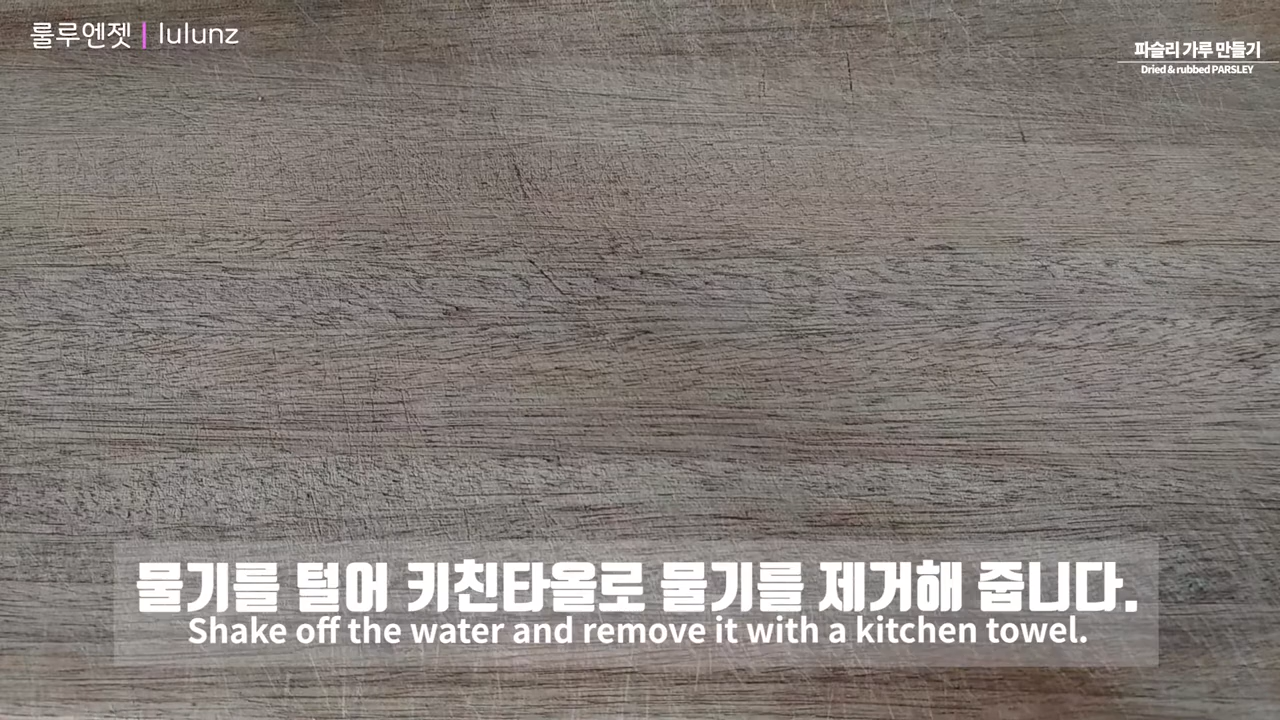 룰루엔젯 | lulunz
파슬리 가루 만들기
Dried & rubbed PARSLEY
물기를 털어 키친타올로 물기를 제거해 줍니다.
Shake off the water and remove it with a kitchen towel.